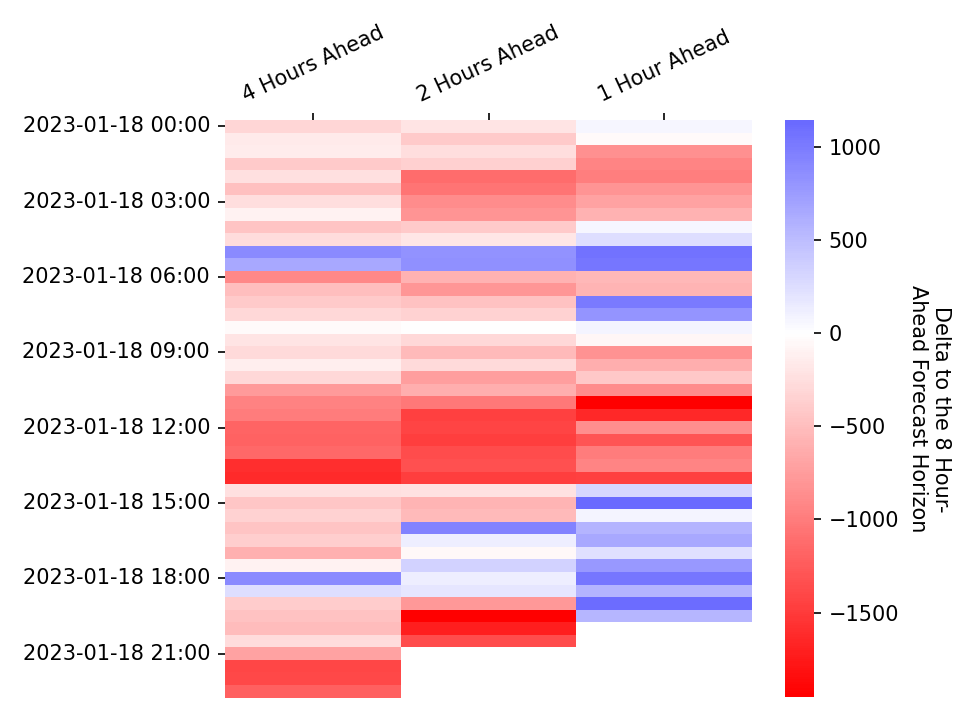 4 Hours Ahead
2 Hours Ahead
1 Hour Ahead
2023-01-18 00:00
2023-01-18 03:00
2023-01-18 06:00
2023-01-18 09:00
2023-01-18 12:00
2023-01-18 15:00
2023-01-18 18:00
2023-01-18 21:00
1000
500
0
−500
−1000
−1500
Delta to the 8 Hour-
Ahead Forecast Horizon